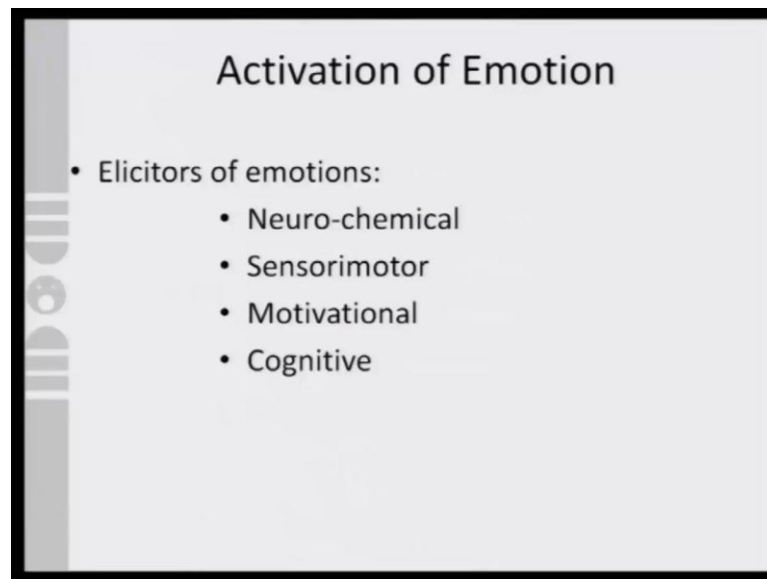 Activation of Emotion
• Elicitors of emotions:
• Neuro-chemical
• Sensorimotor
• Motivational
• Cognitive